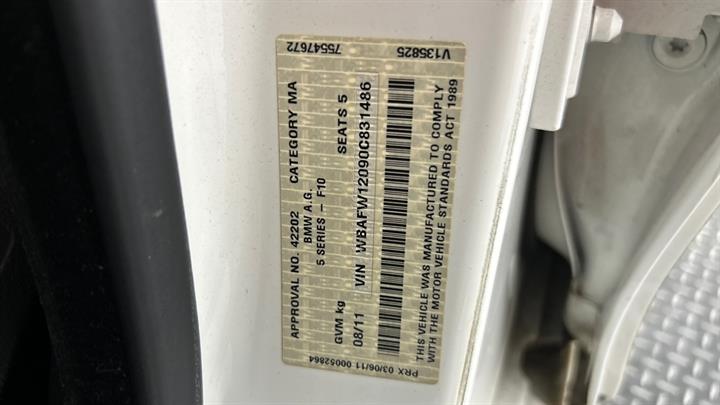 75547672 V135825
APPROVAL NO. 42202 CATEGORY MA
BMW A.G.
5 SERIES - F10
GVM kg SEATS 5
08/11 VIN WBAFW12090C831486
THIS VEHICLE WAS MANUFACTURED TO COMPLY
WITH THE MOTOR VEHICLE STANDARDS ACT 1989
PRX 03/06/11 00052864